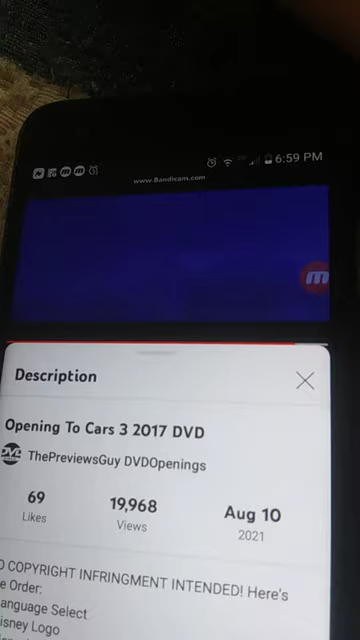 6:59 PM
www.Bandicam.com
Description
Opening To Cars 3 2017 DVD
ThePreviewsGuy DVDOpenings
69
19,968
Aug 10
Likes
Views
2021
COPYRIGHT INFRINGMENT INTENDED! Here's
Order:
anguage Select
isney Logo